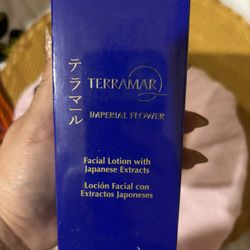 テラマール
TERRAMAR
IMPERIAL FLOWER
Facial Lotion with
Japanese Extracts
Loción Facial con
Extractos Japoneses